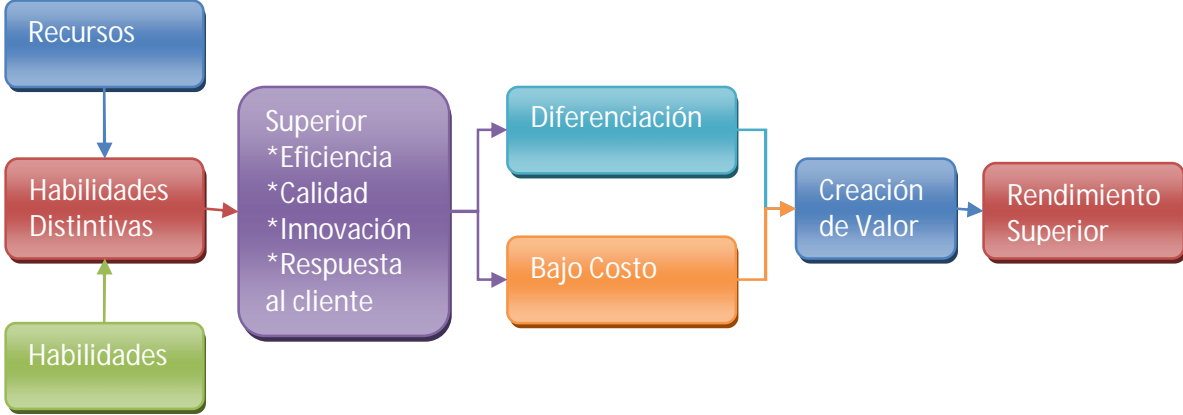 Recursos
Habilidades
Distintivas
Habilidades
Superior
*Eficiencia
*Calidad
*Innovación
*Respuesta
al cliente
Diferenciación
Bajo Costo
Creación
de Valor
Rendimiento
Superior